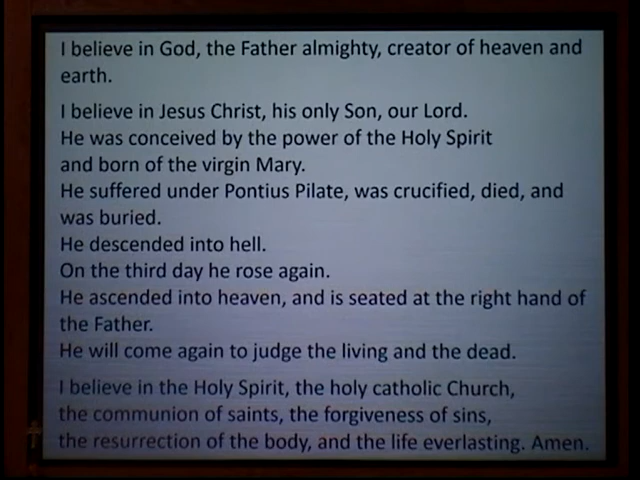 I believe in God, the Father almighty, creator of heaven and
earth.
I believe in Jesus Christ, his only Son, our Lord.
He was conceived by the power of the Holy Spirit
and born of the virgin Mary.
He suffered under Pontius Pilate, was crucified, died, and
was buried.
He descended into hell.
On the third day he rose again.
He ascended into heaven, and is seated at the right hand of
the Father.
He will come again to judge the living and the dead.
I believe in the Holy Spirit, the holy catholic Church,
the communion of saints, the forgiveness of sins,
the resurrection of the body, and the life everlasting. Amen.